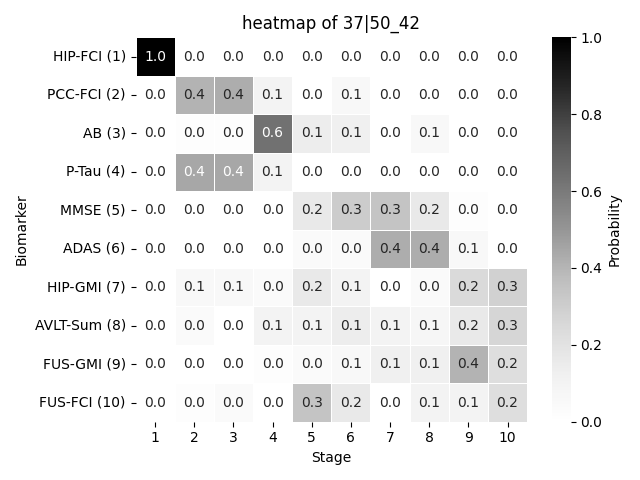 heatmap of 37|50_42
HIP-FCI (1) 1.0 0.0 0.0 0.0 0.0 0.0 0.0 0.0 0.0 0.0
PCC-FCI (2) 0.0 0.4 0.4 0.1 0.0 0.1 0.0 0.0 0.0 0.0
AB (3) 0.0 0.0 0.0 0.6 0.1 0.1 0.0 0.1 0.0 0.0
P-Tau (4) 0.0 0.4 0.4 0.1 0.0 0.0 0.0 0.0 0.0 0.0
MMSE (5) 0.0 0.0 0.0 0.0 0.2 0.3 0.3 0.2 0.0 0.0
ADAS (6) 0.0 0.0 0.0 0.0 0.0 0.0 0.4 0.4 0.1 0.0
HIP-GMI (7) 0.0 0.1 0.1 0.0 0.2 0.1 0.0 0.0 0.2 0.3
AVLT-Sum (8) 0.0 0.0 0.0 0.1 0.1 0.1 0.1 0.1 0.2 0.3
FUS-GMI (9) 0.0 0.0 0.0 0.0 0.0 0.1 0.1 0.1 0.4 0.2
FUS-FCI (10) 0.0 0.0 0.0 0.0 0.3 0.2 0.0 0.1 0.1 0.2
1 2 3 4 5 6 7 8 9 10
Stage
Biomarker
1.0
0.8
0.6
0.4
0.2
0.0
Probability